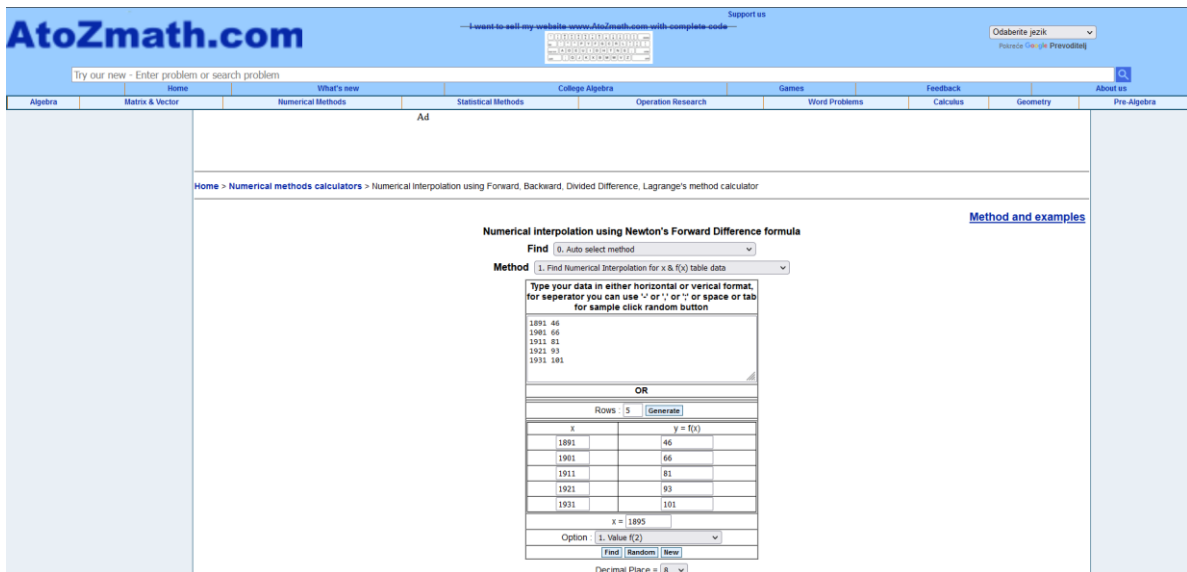 Support us
AtoZmath.com
I want to sell my website www.AtoZmath.com with complete code
Odaberite jezik
Pokreće Google Prevoditelj
Try our new - Enter problem or search problem
Home What's new College Algebra Games Feedback About us
Algebra Matrix & Vector Numerical Methods Statistical Methods Operation Research Word Problems Calculus Geometry Pre-Algebra
Ad
Home > Numerical methods calculators > Numerical Interpolation using Forward, Backward, Divided Difference, Lagrange's method calculator
Method and examples
Numerical interpolation using Newton's Forward Difference formula
Find 0. Auto select method
Method 1. Find Numerical Interpolation for x & f(x) table data
Type your data in either horizontal or verical format,
for seperator you can use '-' or ',' or ';' or space or tab
for sample click random button
1891 46
1901 66
1911 81
1921 93
1931 101
OR
Rows : 5 Generate
x y = f(x)
1891 46
1901 66
1911 81
1921 93
1931 101
x = 1895
Option : 1. Value f(2)
Find Random New
Decimal Place = 8